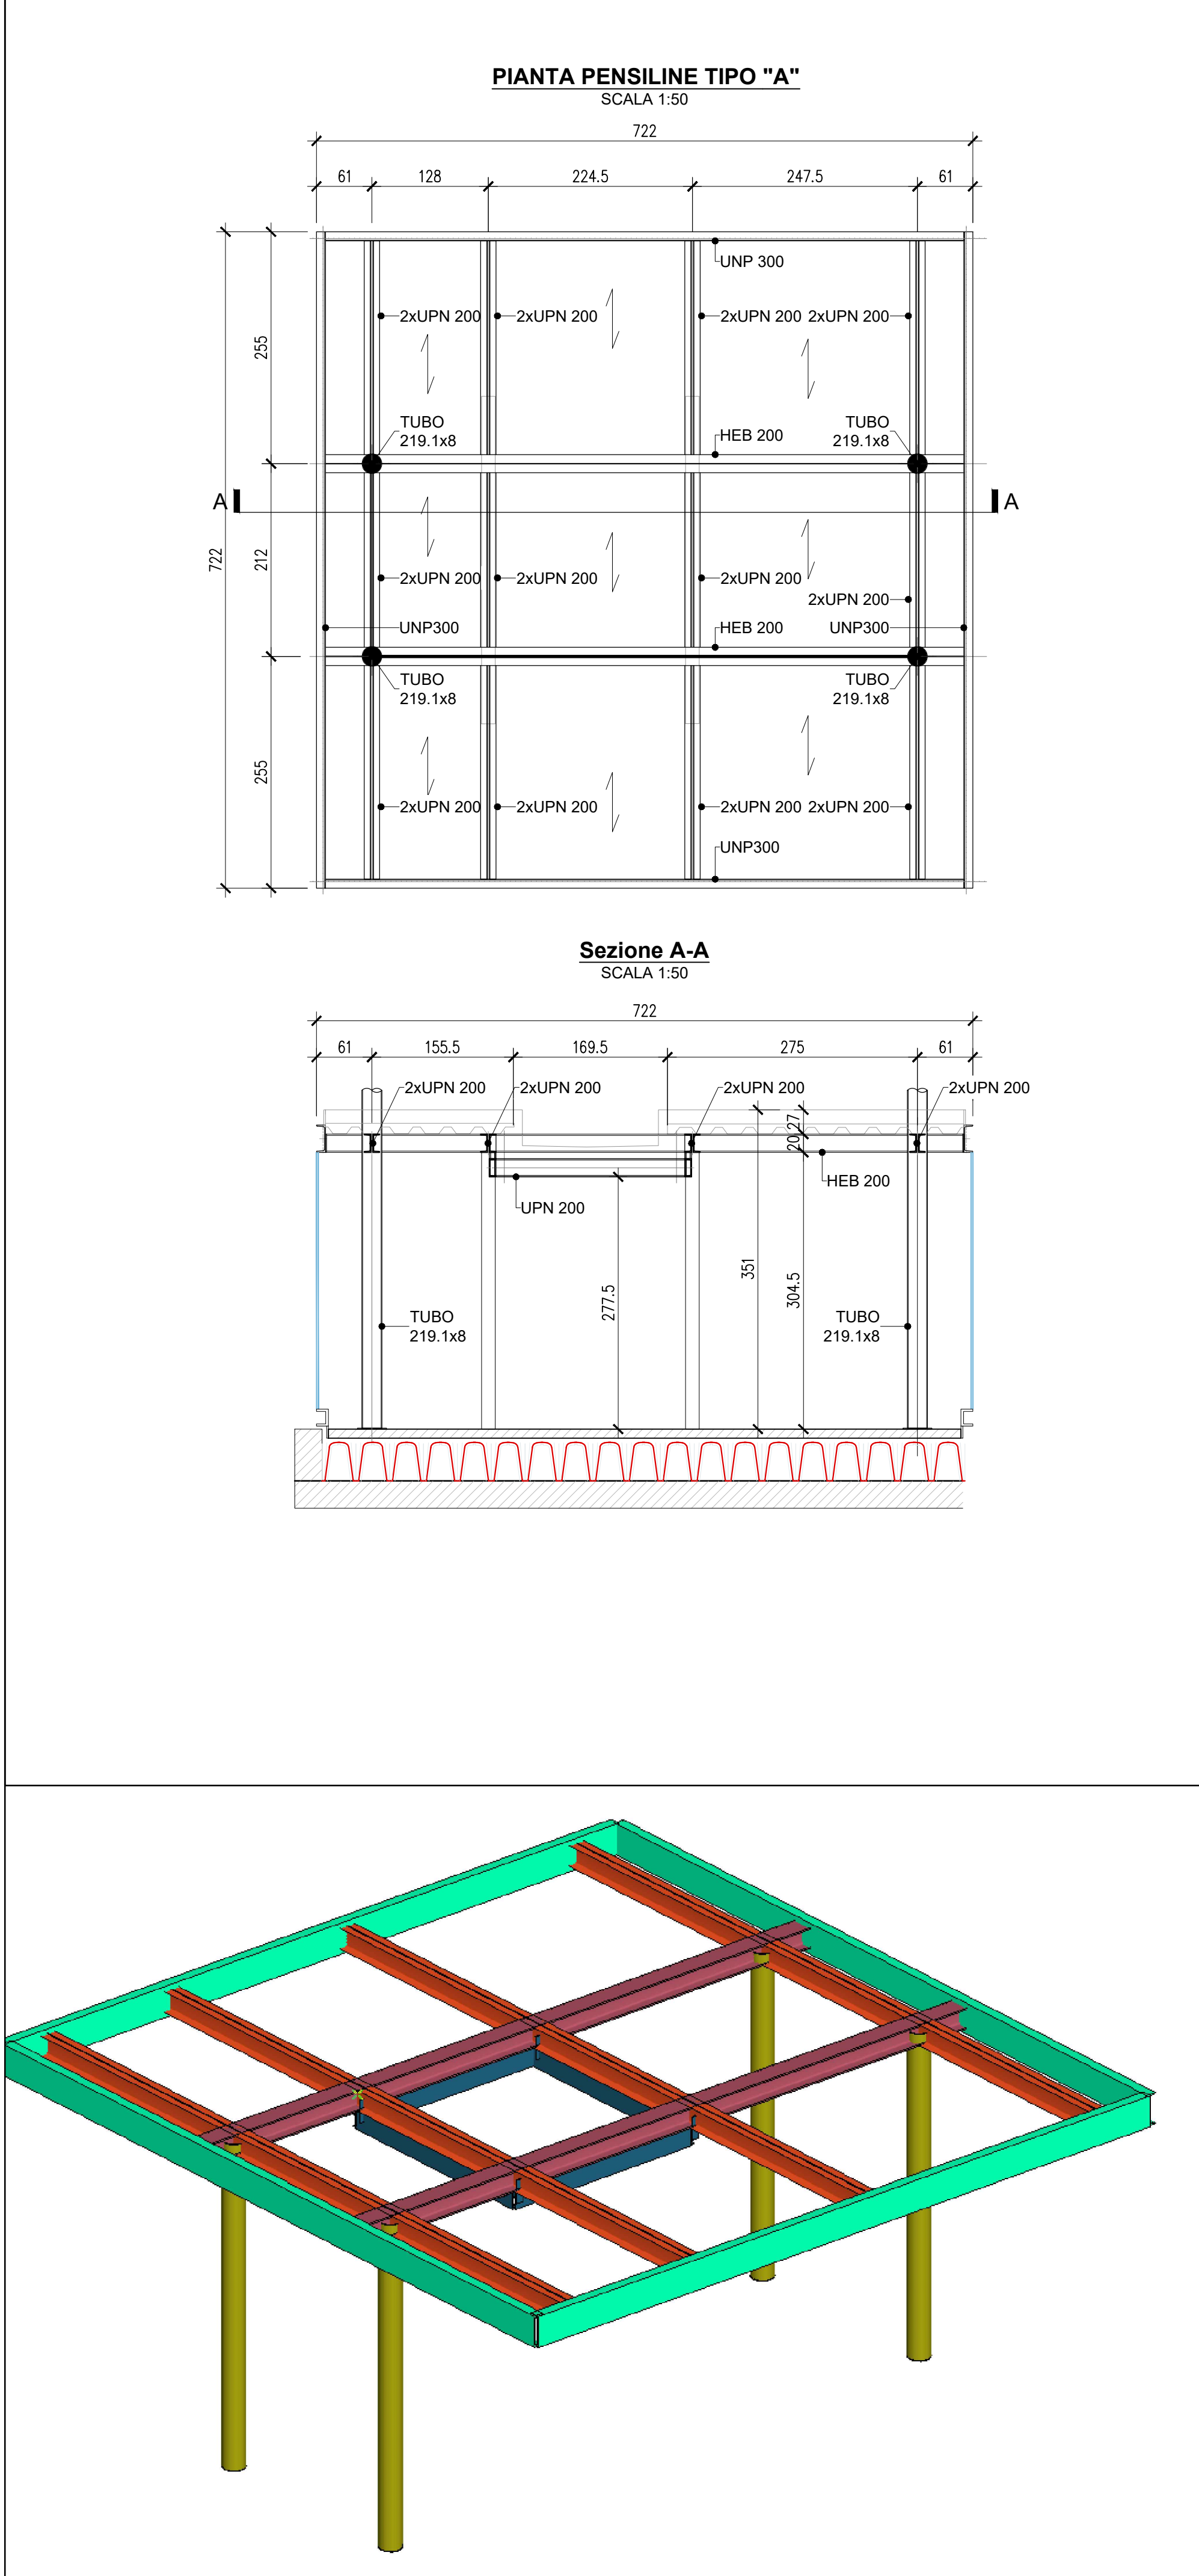 PIANTA PENSILINE TIPO "A"
SCALA 1:50
722
61 128 224.5 247.5 61
UNP 300
2xUPN 200 2xUPN 200 2xUPN 200 2xUPN 200
255
TUBO
219.1x8
HEB 200
TUBO
219.1x8
A A
722
212
2xUPN 200 2xUPN 200 2xUPN 200
2xUPN 200
UNP300 HEB 200 UNP300
TUBO
219.1x8
TUBO
219.1x8
255
2xUPN 200 2xUPN 200 2xUPN 200 2xUPN 200
UNP300
Sezione A-A
SCALA 1:50
722
61 155.5 169.5 275 61
2xUPN 200 2xUPN 200 2xUPN 200 2xUPN 200
27
20
HEB 200
UPN 200
351
304.5
277.5
TUBO
219.1x8
TUBO
219.1x8